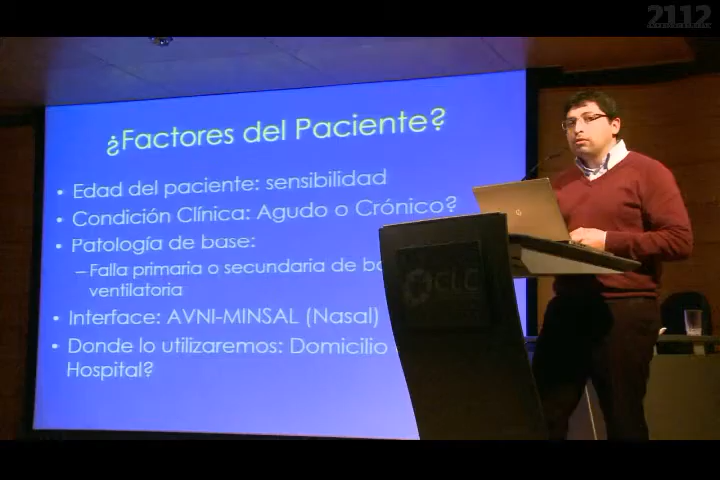 2112
¿Factores del Paciente?
• Edad del paciente: sensibilidad
• Condición Clínica: Agudo o Crónico?
• Patología de base:
–Falla primaria o secundaria de
ventilatoria
• Interface: AVNI-MINSAL (Nasal)
• Donde lo utilizaremos: Domicilio
Hospital?
CLC